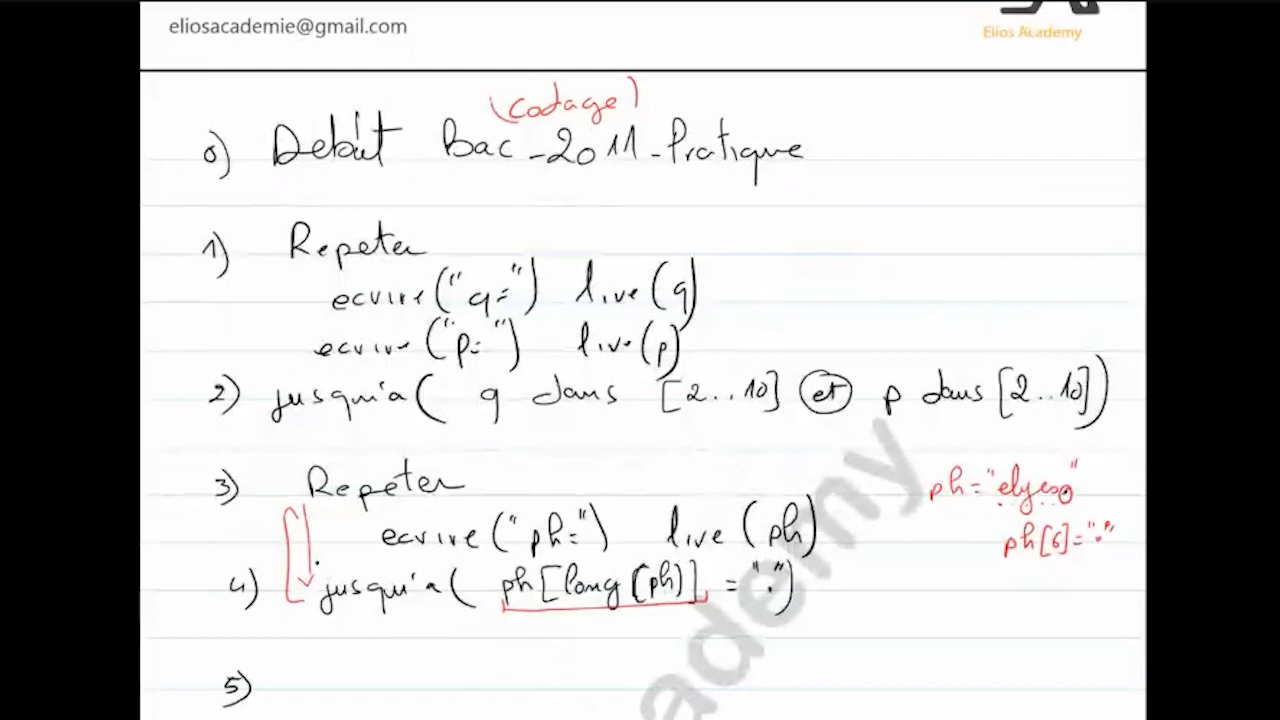 eliosacademie@gmail.com
Elios Academy
(codage)
0) Debut Bac-2011-Pratique
1) Repeter
ecrire("q=") lire(q)
ecrire("p=") lire(p)
2) jusqu'a( q dans [2..10] et p dans [2..10])
3) Repeter
ecrire("ph=") lire(ph)
ph="elyes."
ph[6]="."
4) jusqu'a( ph[long(ph)] = ".")
5)
ademy